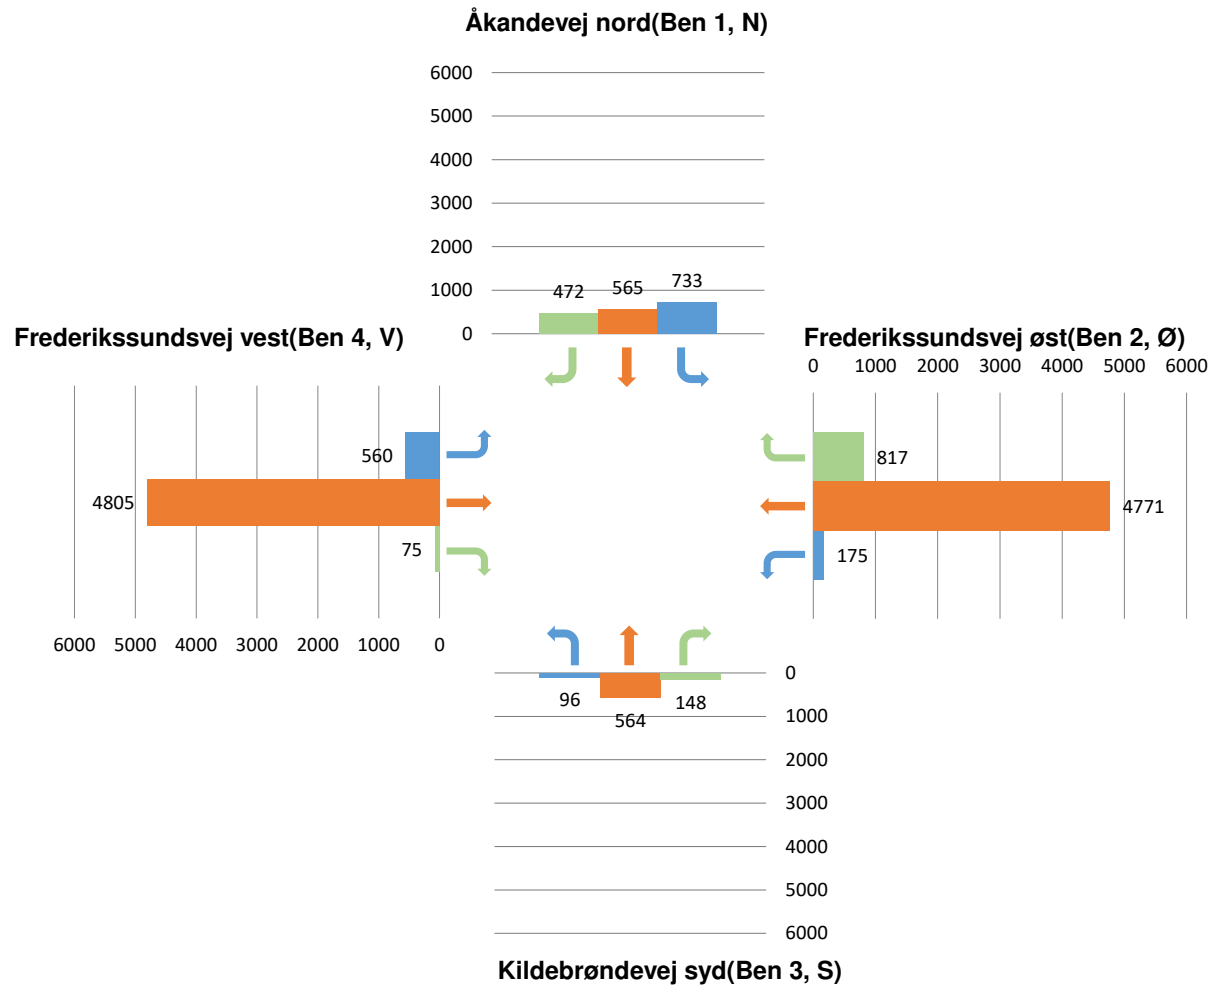 Åkandevej nord(Ben 1, N)
6000
5000
4000
3000
2000
1000
0
472 565 733
Frederikssundsvej vest(Ben 4, V)
560
4805
75
6000 5000 4000 3000 2000 1000 0
Frederikssundsvej øst(Ben 2, Ø)
0 1000 2000 3000 4000 5000 6000
817
4771
175
96 564 148
0
1000
2000
3000
4000
5000
6000
Kildebrøndevej syd(Ben 3, S)